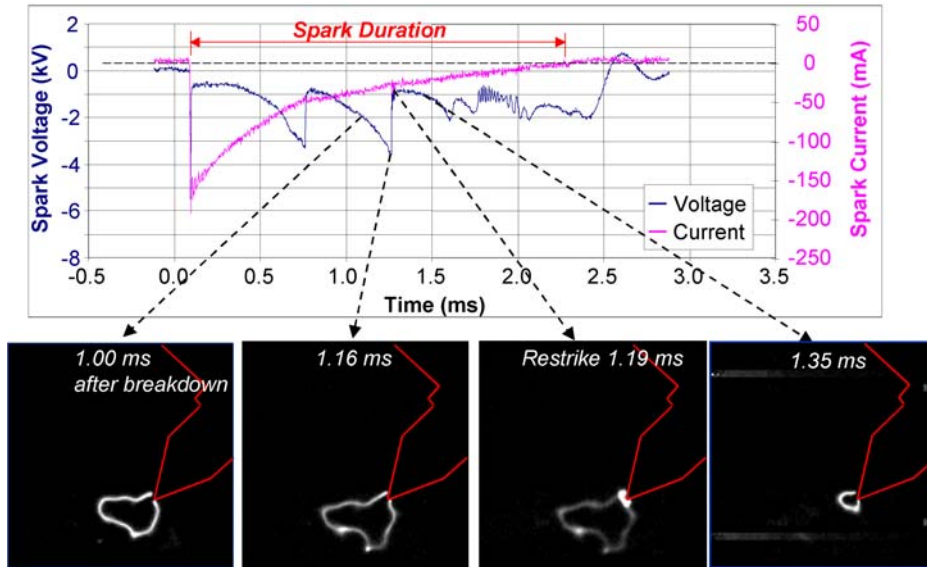 Spark Duration
Spark Voltage (kV)
2
0
-2
-4
-6
-8
50
0
-50
-100
-150
-200
-250
Spark Current (mA)
Voltage
Current
-0.5
0.0
0.5
1.0
1.5
2.0
2.5
3.0
3.5
Time (ms)
1.00 ms
after breakdown
1.16 ms
Restrike 1.19 ms
1.35 ms